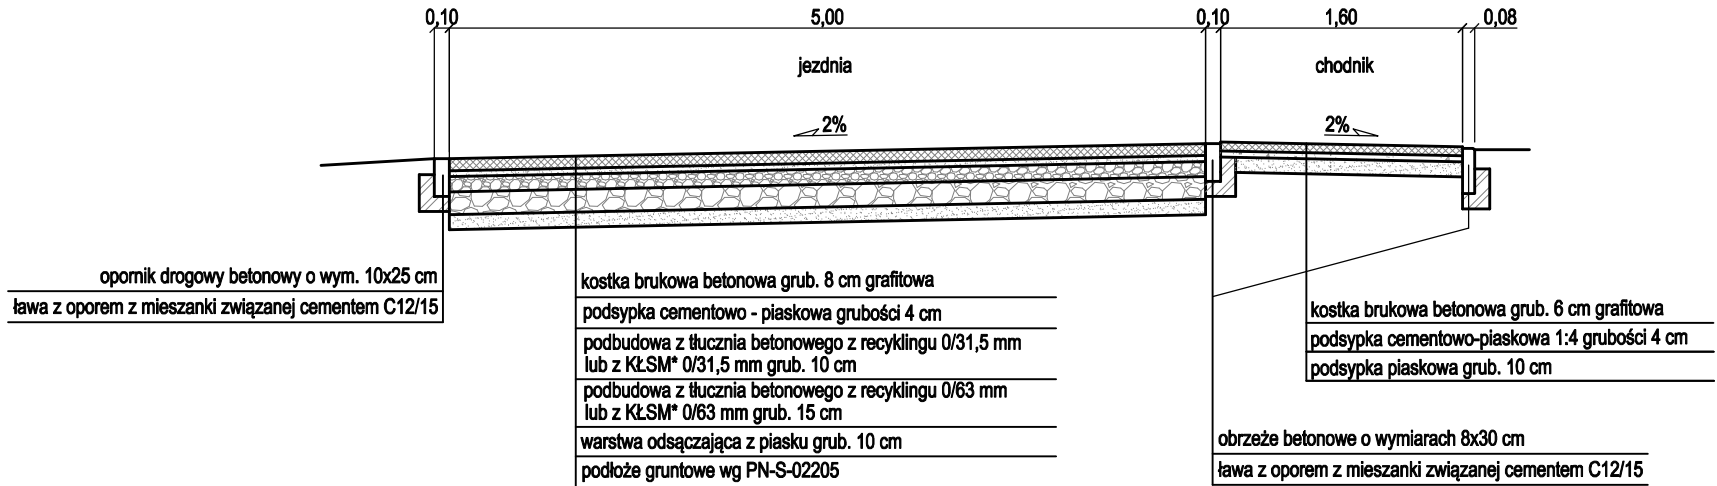 0,10 5,00 0,10 1,60 0,08
jezdnia chodnik
2% 2%
opornik drogowy betonowy o wym. 10x25 cm
ława z oporem z mieszanki związanej cementem C12/15
kostka brukowa betonowa grub. 8 cm grafitowa
podsypka cementowo - piaskowa grubości 4 cm
podbudowa z tłucznia betonowego z recyklingu 0/31,5 mm
lub z KŁSM* 0/31,5 mm grub. 10 cm
podbudowa z tłucznia betonowego z recyklingu 0/63 mm
lub z KŁSM* 0/63 mm grub. 15 cm
warstwa odsączająca z piasku grub. 10 cm
podłoże gruntowe wg PN-S-02205
kostka brukowa betonowa grub. 6 cm grafitowa
podsypka cementowo-piaskowa 1:4 grubości 4 cm
podsypka piaskowa grub. 10 cm
obrzeże betonowe o wymiarach 8x30 cm
ława z oporem z mieszanki związanej cementem C12/15